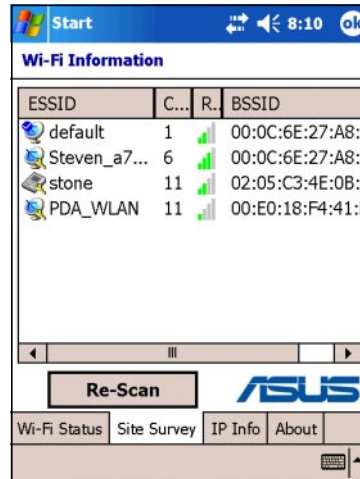 Start 8:10 ok
Wi-Fi Information
ESSID C... R.. BSSID
default 1 00:0C:6E:27:A8:
Steven_a7... 6 00:0C:6E:27:A8:
stone 11 02:05:C3:4E:0B:
PDA_WLAN 11 00:E0:18:F4:41:
Re-Scan ASUS
Wi-Fi Status Site Survey IP Info About